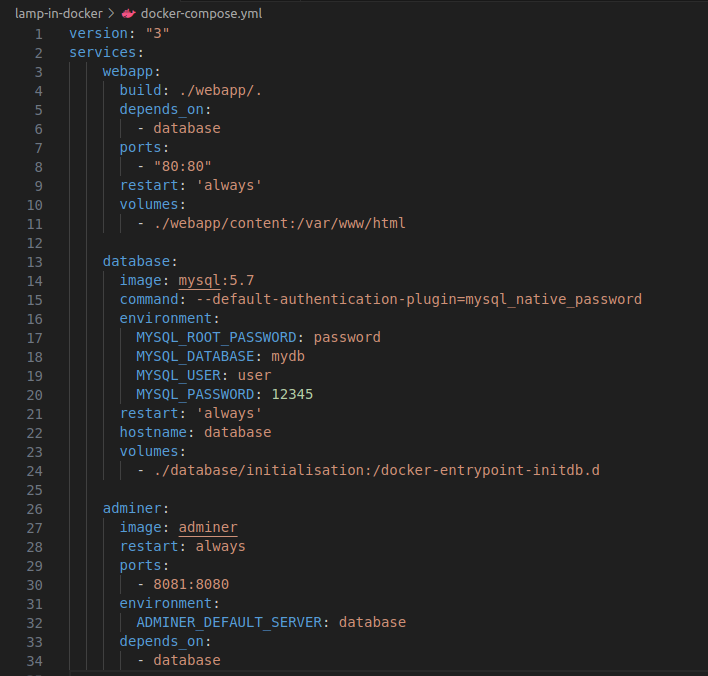 lamp-in-docker > docker-compose.yml
1 version: "3"
2 services:
3 webapp:
4 build: ./webapp/.
5 depends_on:
6 - database
7 ports:
8 - "80:80"
9 restart: 'always'
10 volumes:
11 - ./webapp/content:/var/www/html
12
13 database:
14 image: mysql:5.7
15 command: --default-authentication-plugin=mysql_native_password
16 environment:
17 MYSQL_ROOT_PASSWORD: password
18 MYSQL_DATABASE: mydb
19 MYSQL_USER: user
20 MYSQL_PASSWORD: 12345
21 restart: 'always'
22 hostname: database
23 volumes:
24 - ./database/initialisation:/docker-entrypoint-initdb.d
25
26 adminer:
27 image: adminer
28 restart: always
29 ports:
30 - 8081:8080
31 environment:
32 ADMINER_DEFAULT_SERVER: database
33 depends_on:
34 - database